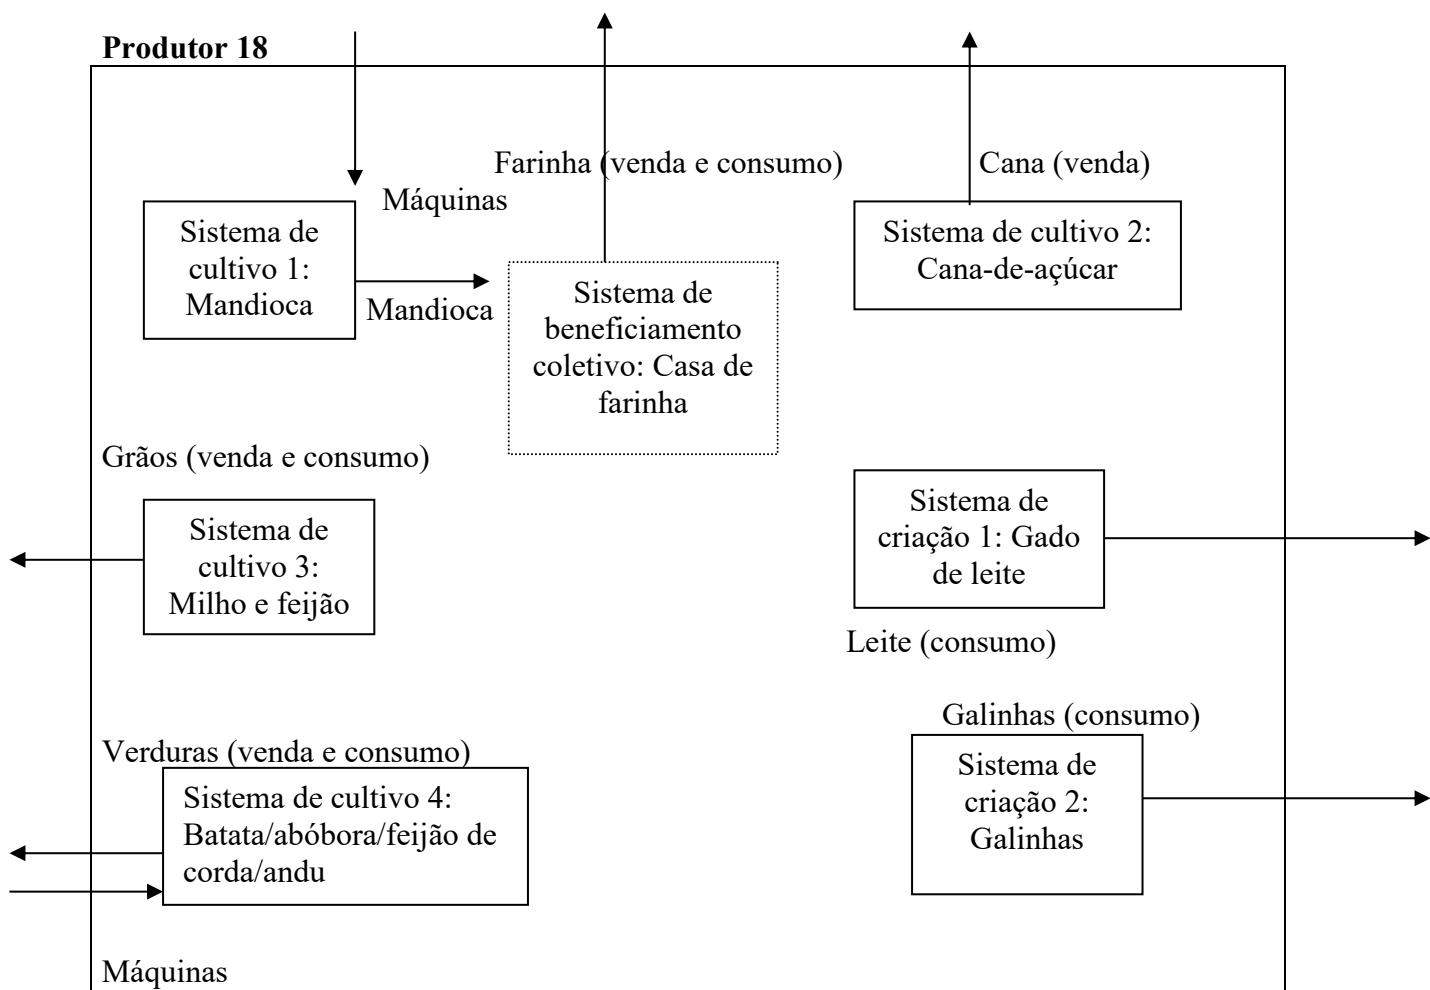 Produtor 18
Farinha (venda e consumo)
Cana (venda)
Máquinas
Sistema de
cultivo 1:
Mandioca
Mandioca
Sistema de
beneficiamento
coletivo: Casa de
farinha
Sistema de cultivo 2:
Cana-de-açúcar
Grãos (venda e consumo)
Sistema de
cultivo 3:
Milho e feijão
Sistema de
criação 1: Gado
de leite
Leite (consumo)
Galinhas (consumo)
Verduras (venda e consumo)
Sistema de cultivo 4:
Batata/abóbora/feijão de
corda/andu
Sistema de
criação 2:
Galinhas
Máquinas